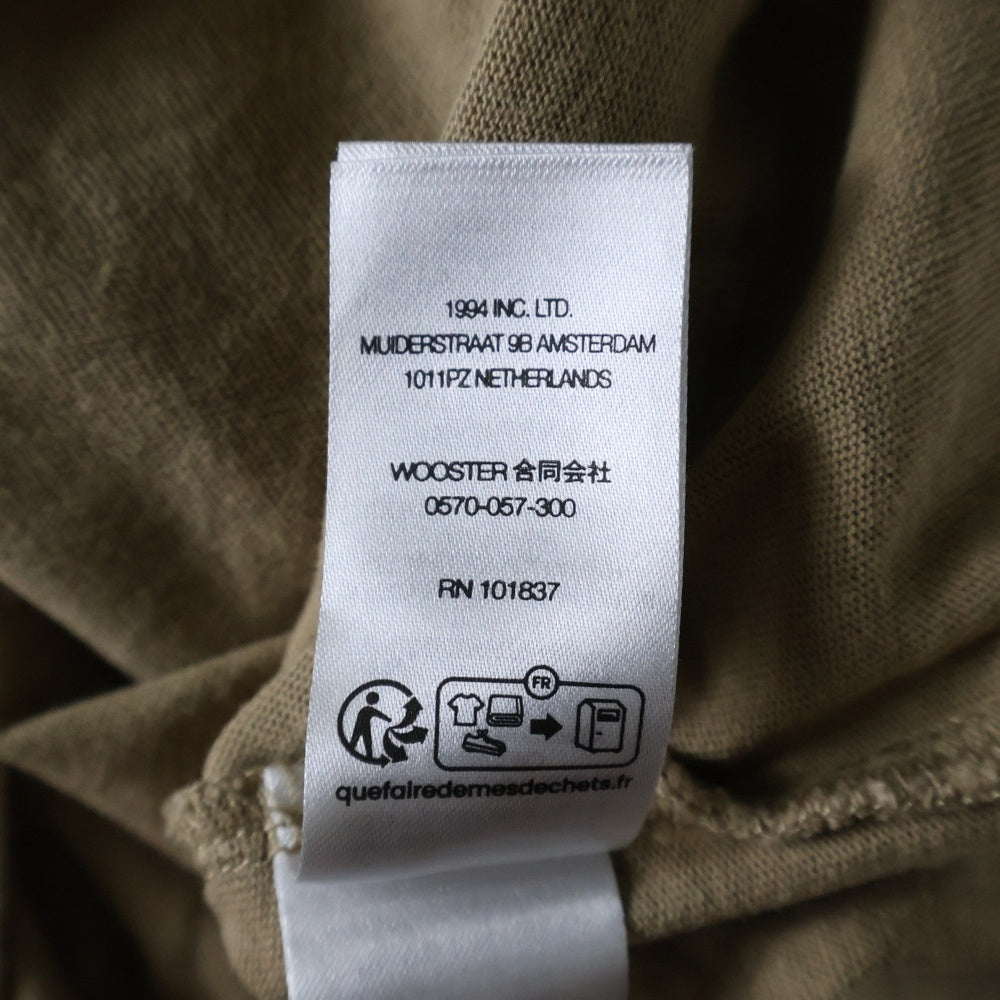 1994 INC. LTD.
MUIDERSTRAAT 9B AMSTERDAM
1011PZ NETHERLANDS
WOOSTER 合同会社
0570-057-300
RN 101837
FR
quefairedemesdechets.fr